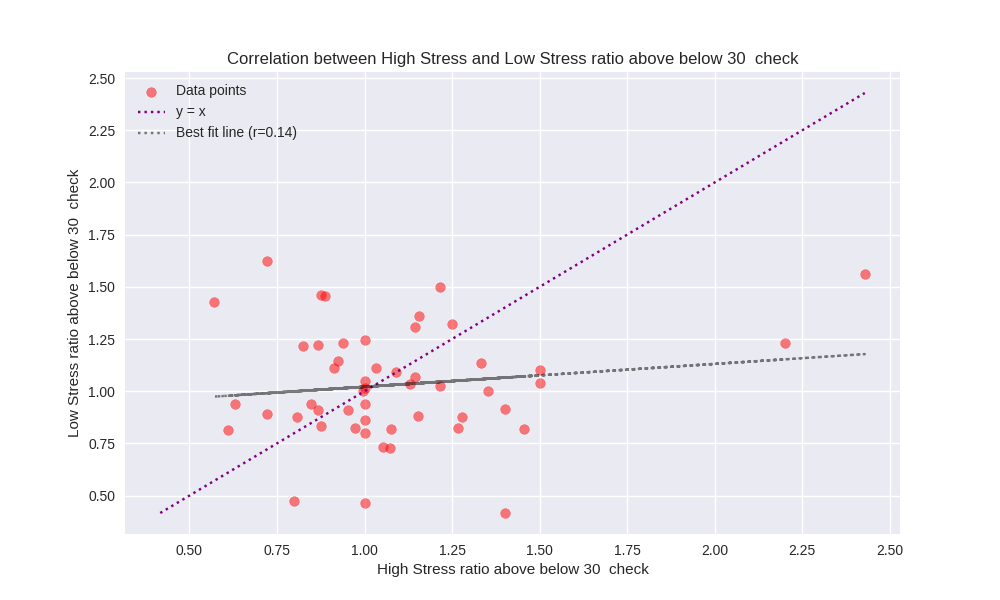 Correlation between High Stress and Low Stress ratio above below 30  check
Data points
y = x
Best fit line (r=0.14)
2.50
2.25
2.00
1.75
1.50
1.25
1.00
0.75
0.50
Low Stress ratio above below 30  check
0.50 0.75 1.00 1.25 1.50 1.75 2.00 2.25 2.50
High Stress ratio above below 30  check